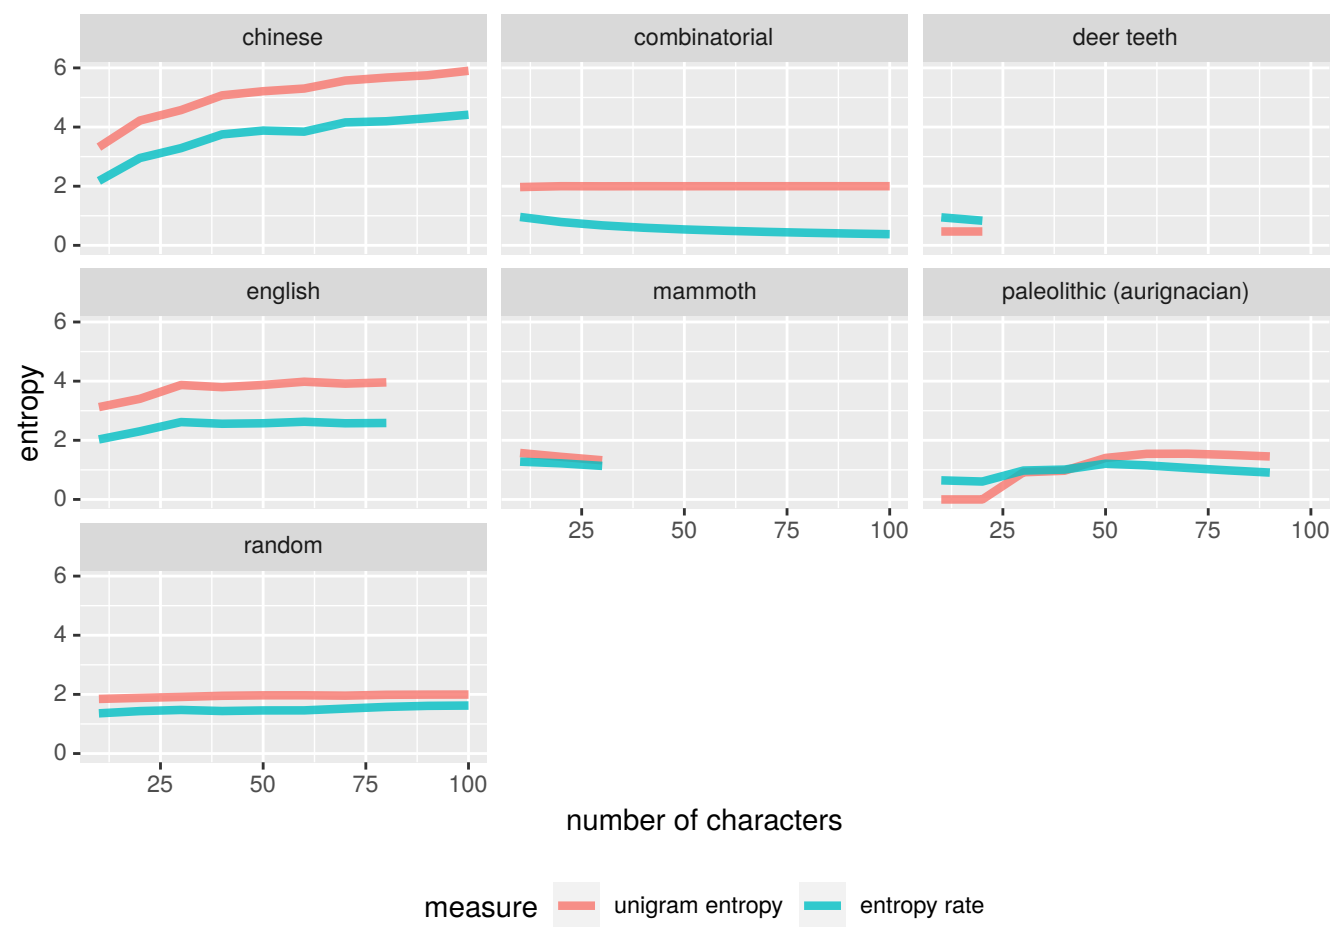 chinese
combinatorial
deer teeth
6
4
2
0
english
mammoth
paleolithic (aurignacian)
6
4
2
0
25 50 75 100
25 50 75 100
random
6
4
2
0
25 50 75 100
entropy
number of characters
measure unigram entropy entropy rate